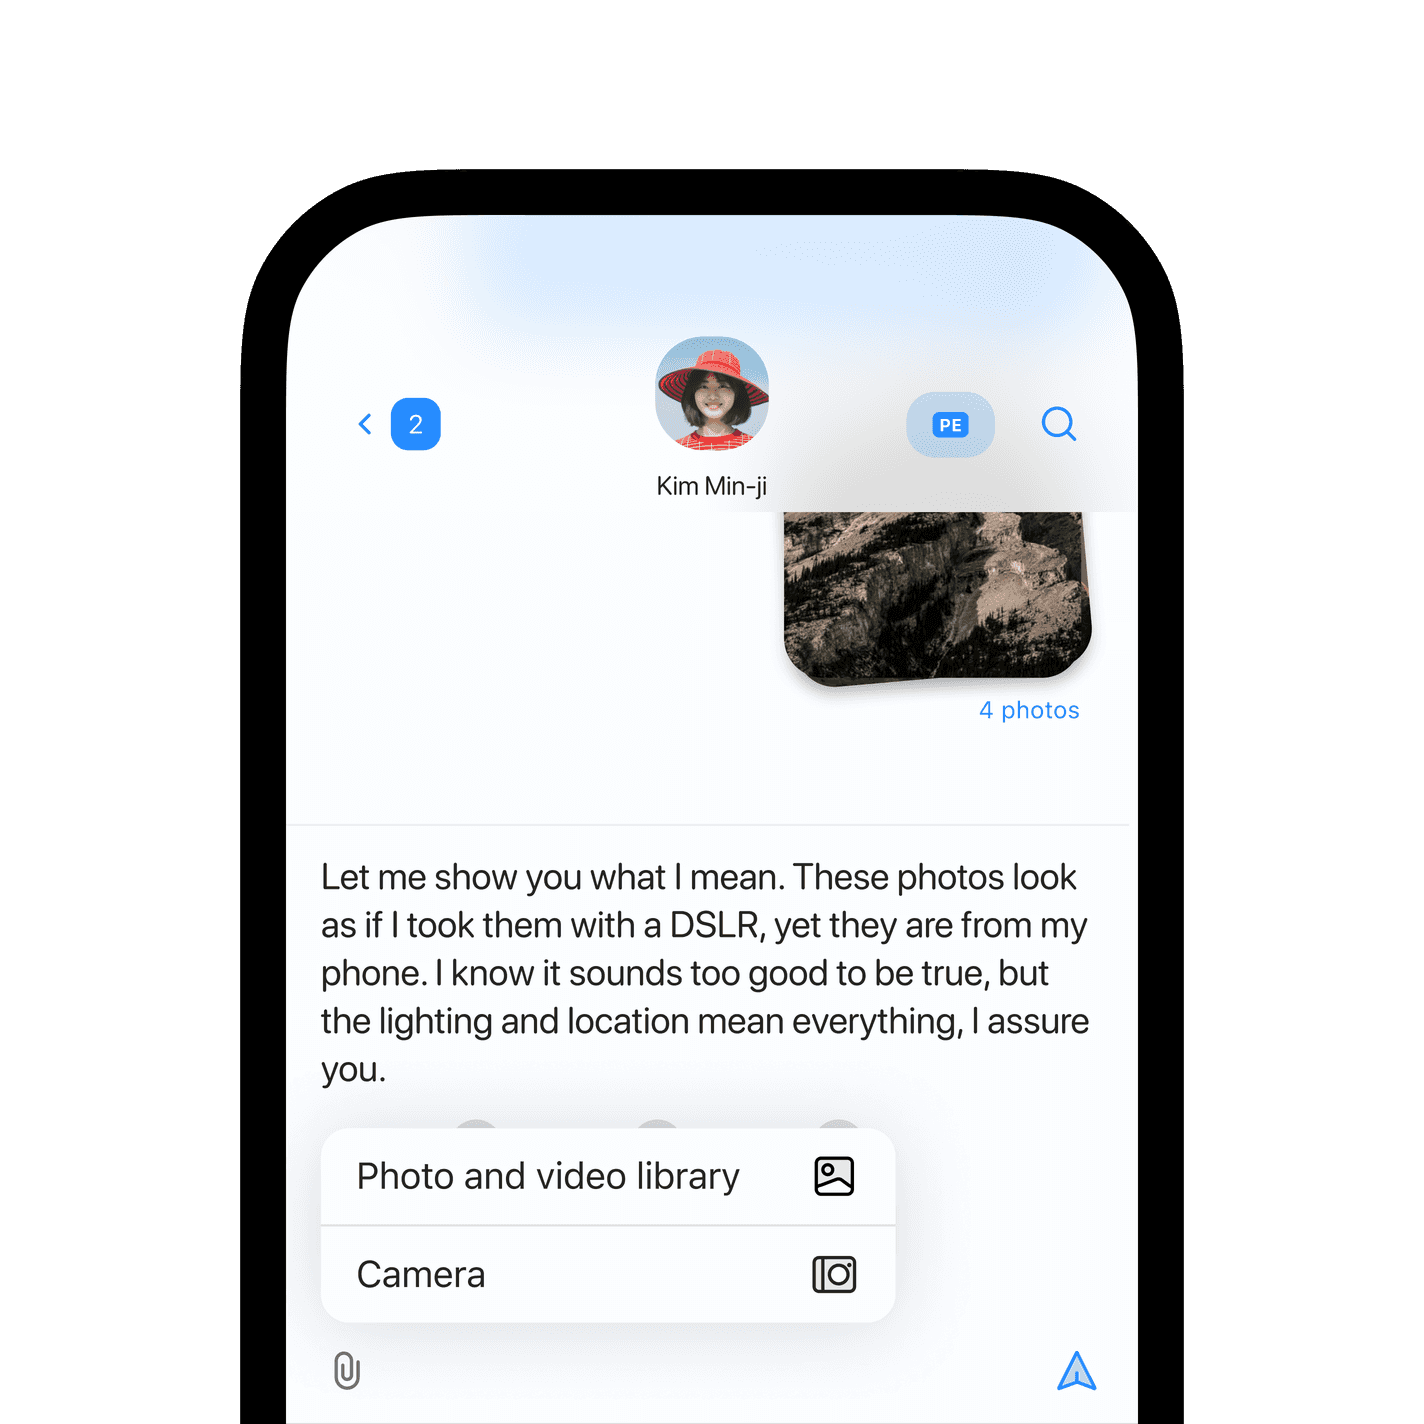 2
PE
Kim Min-ji
4 photos
Let me show you what I mean. These photos look
as if I took them with a DSLR, yet they are from my
phone. I know it sounds too good to be true, but
the lighting and location mean everything, I assure
you.
Photo and video library
Camera